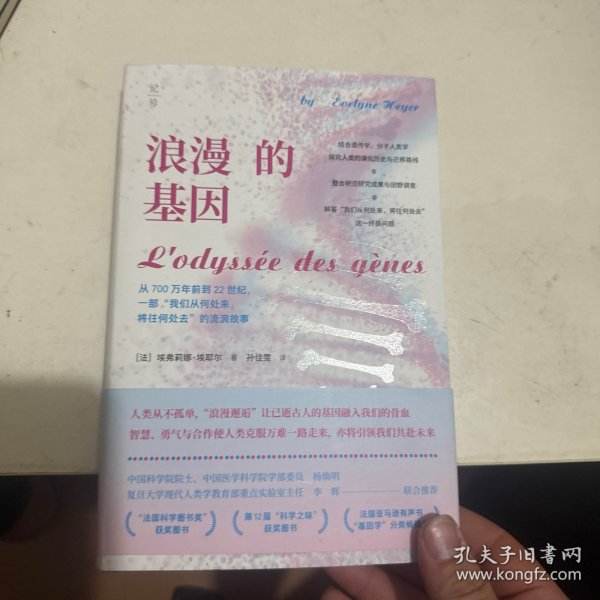 记号
by Evelyne Heyer
浪漫的
基因
结合遗传学、分子人类学
探究人类的演化历史与迁移路线
整合前沿研究成果与田野调查
解答“我们从何处来，将往何处去”
这一终极问题
L'odyssée des gènes
从700万年前到22世纪，
一部“我们从何处来，
将往何处去”的流浪故事
［法］埃弗莉娜·埃耶尔 著 孙佳雯 译
人类从不孤单，“浪漫邂逅”让已逝古人的基因融入我们的骨血
智慧、勇气与合作使人类克服万难一路走来，亦将引领我们共赴未来
中国科学院院士、中国医学科学院学部委员 杨焕明
复旦大学现代人类学教育部重点实验室主任 李辉
联合推荐
“法国科学图书奖”
获奖图书
第12届“科学之味”
获奖图书
法国亚马逊有声书
“基因学”分类畅
孔夫子旧书网
www.kongfz.com